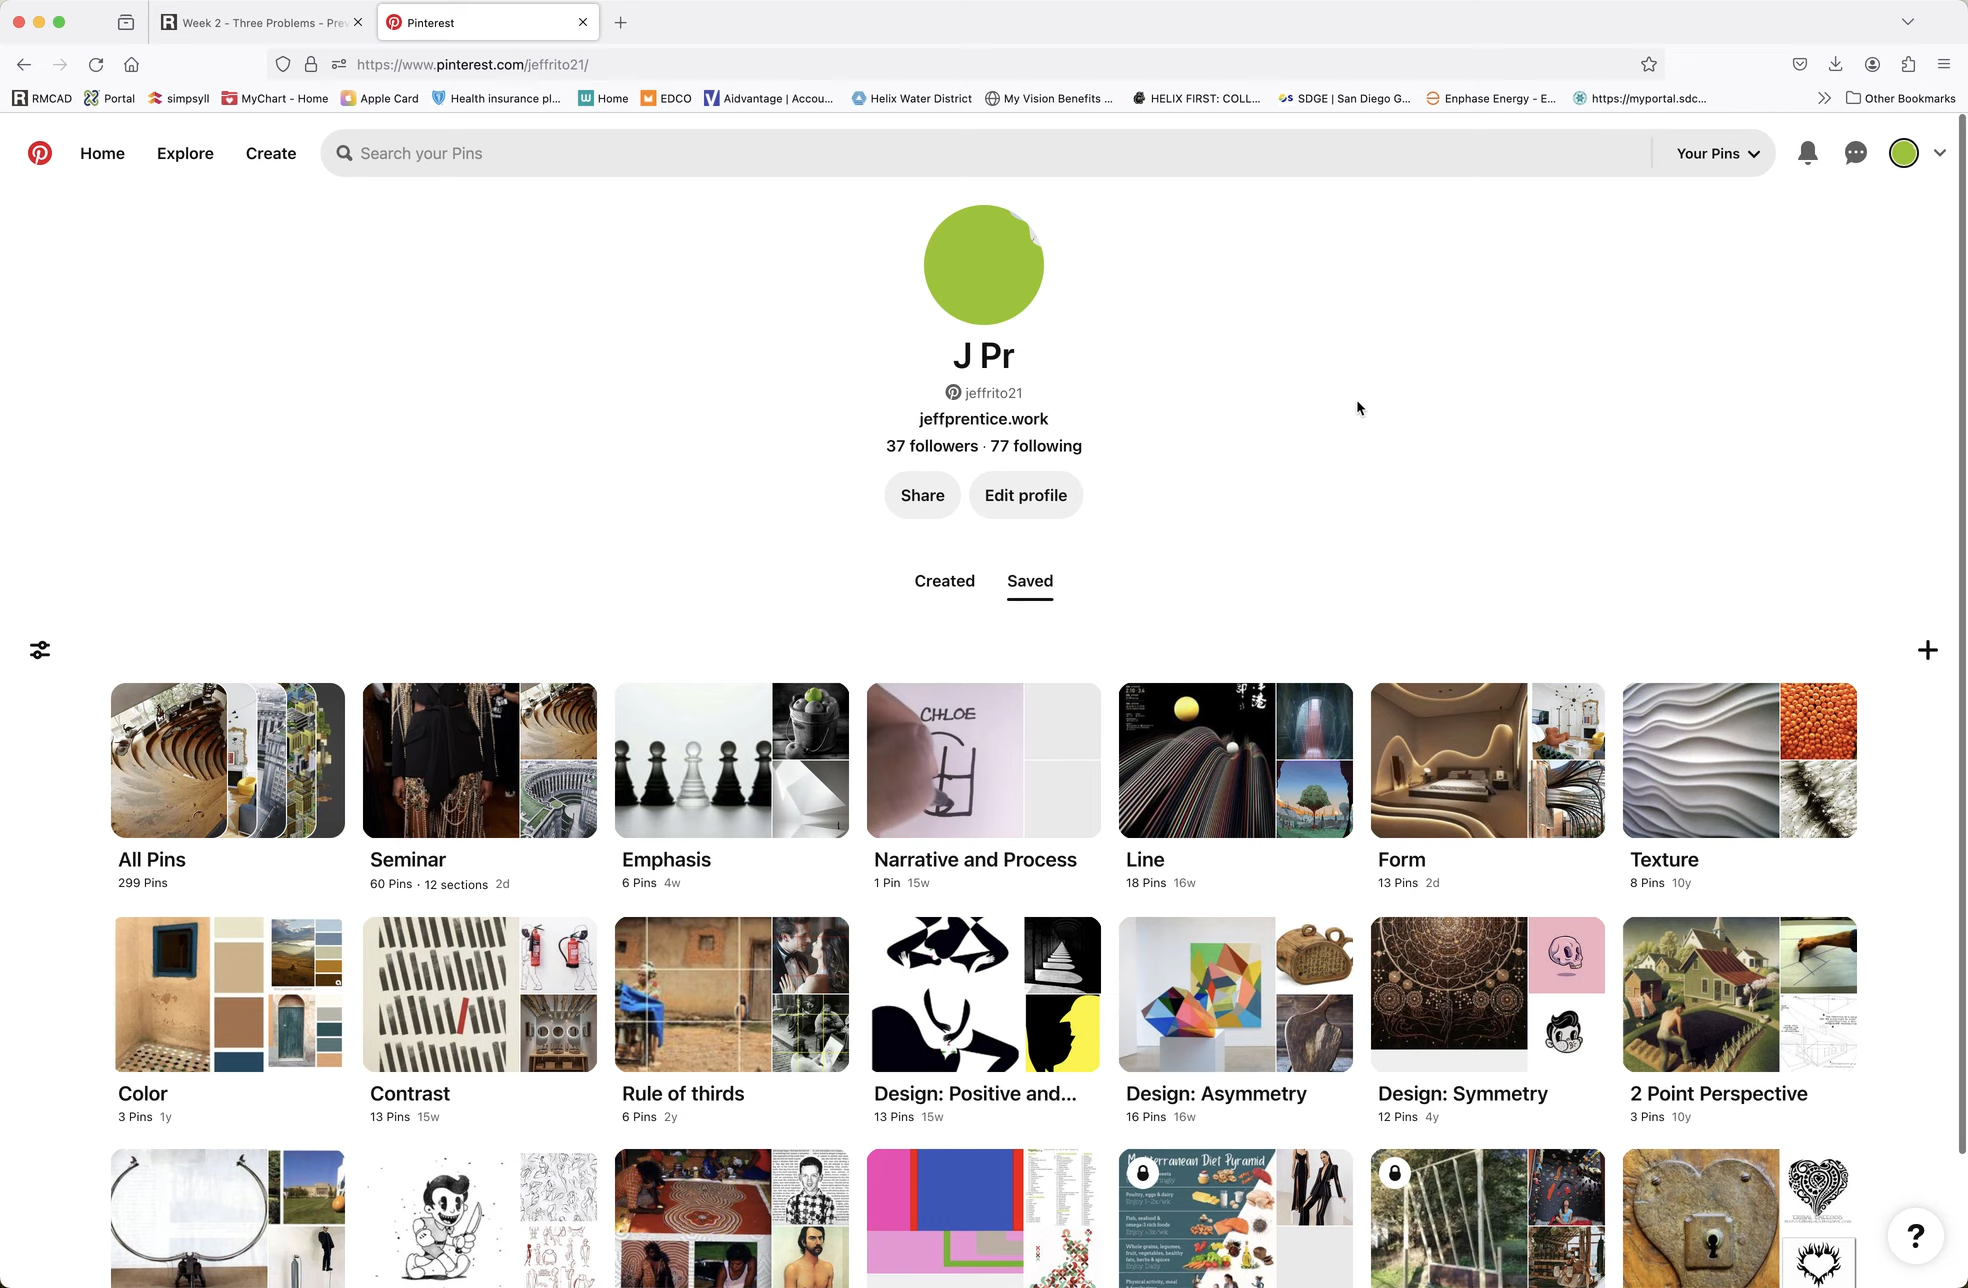 Week 2 - Three Problems - Prev
Pinterest
https://www.pinterest.com/jeffrito21/
RMCAD
Portal
simpsyll
MyChart - Home
Apple Card
Health insurance pl...
Home
EDCO
Aidvantage | Accou...
Helix Water District
My Vision Benefits ...
HELIX FIRST: COLL...
SDGE | San Diego G...
Enphase Energy - E...
https://myportal.sdc...
Other Bookmarks
Home
Explore
Create
Search your Pins
Your Pins
J Pr
jeffrito21
jeffprentice.work
37 followers · 77 following
Share
Edit profile
Created
Saved
CHLOE
All Pins
299 Pins
Seminar
60 Pins · 12 sections 2d
Emphasis
6 Pins 4w
Narrative and Process
1 Pin 15w
Line
18 Pins 16w
Form
13 Pins 2d
Texture
8 Pins 10y
Color
3 Pins 1y
Contrast
13 Pins 15w
Rule of thirds
6 Pins 2y
Design: Positive and...
13 Pins 15w
Design: Asymmetry
16 Pins 16w
Design: Symmetry
12 Pins 4y
2 Point Perspective
3 Pins 10y
Diet Pyramid
?